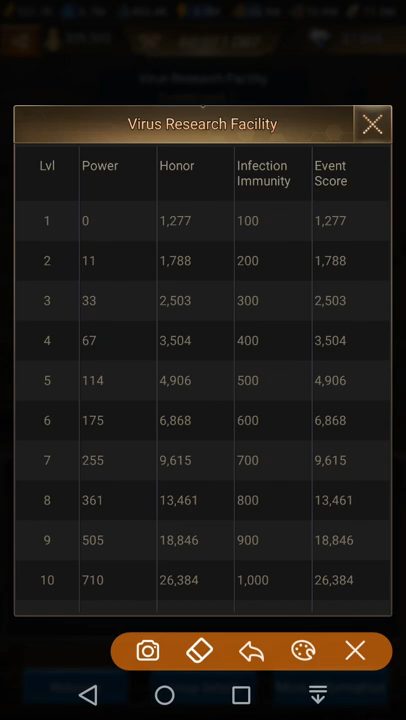 Virus Research Facility
Virus Research Facility
Lvl Power Honor Infection Immunity Event Score
1 0 1,277 100 1,277
2 11 1,788 200 1,788
3 33 2,503 300 2,503
4 67 3,504 400 3,504
5 114 4,906 500 4,906
6 175 6,868 600 6,868
7 255 9,615 700 9,615
8 361 13,461 800 13,461
9 505 18,846 900 18,846
10 710 26,384 1,000 26,384